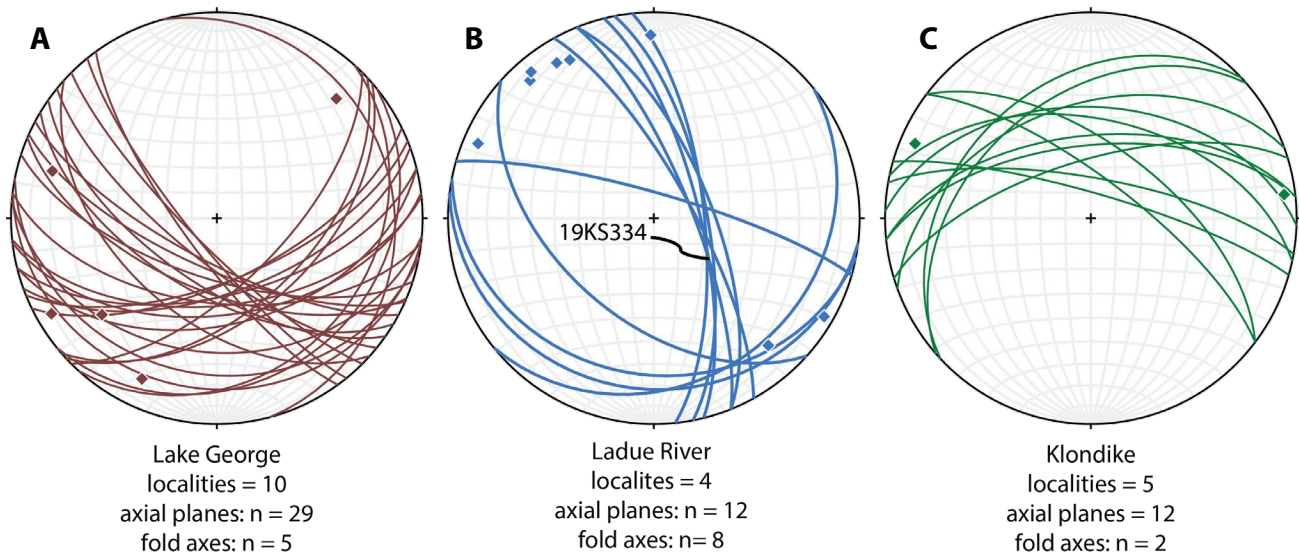 A
B
C
19KS334
Lake George
localities = 10
axial planes: n = 29
fold axes: n = 5
Ladue River
localites = 4
axial planes: n = 12
fold axes: n= 8
Klondike
localities = 5
axial planes = 12
fold axes: n = 2